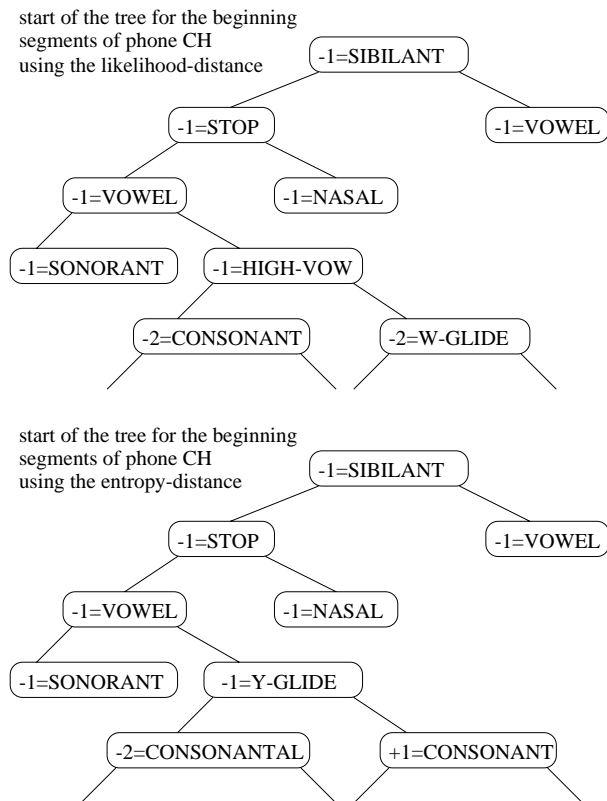 start of the tree for the beginning
segments of phone CH
using the likelihood-distance
-1=SIBILANT
-1=STOP
-1=VOWEL
-1=VOWEL
-1=NASAL
-1=SONORANT
-1=HIGH-VOW
-2=CONSONANT
-2=W-GLIDE
start of the tree for the beginning
segments of phone CH
using the entropy-distance
-1=SIBILANT
-1=STOP
-1=VOWEL
-1=VOWEL
-1=NASAL
-1=SONORANT
-1=Y-GLIDE
-2=CONSONANTAL
+1=CONSONANT